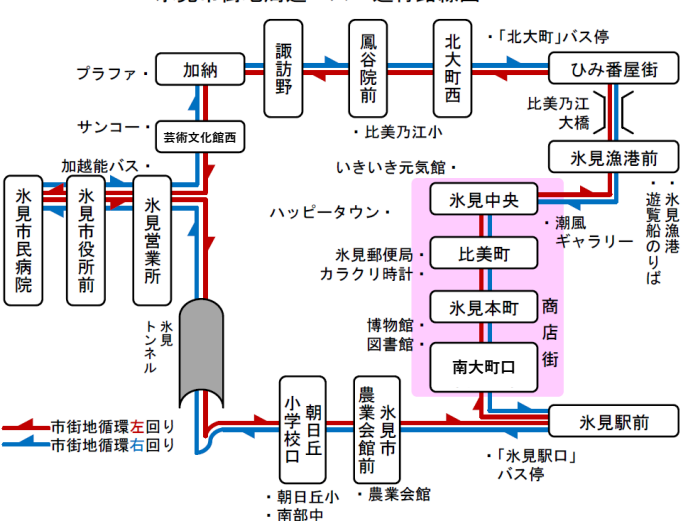 ・「北大町」バス停
加納
諏訪野
鳳谷院前
北大町西
ひみ番屋街
プラファ・
・比美乃江小
比美乃江
大橋
サンコー・
芸術文化館西
氷見漁港前
加越能バス・
いきいき元気館・
氷見市民病院
氷見市役所前
氷見営業所
氷見中央
・氷見漁港
・遊覧船のりば
ハッピータウン・
・潮風
ギャラリー
氷見郵便局・
カラクリ時計・
比美町
氷見本町
商店街
博物館・
図書館・
南大町口
氷見
トンネル
市街地循環左回り
市街地循環右回り
朝日丘
小学校口
氷見市
農業会館前
氷見駅前
・「氷見駅口」
バス停
・朝日丘小
・南部中
・農業会館